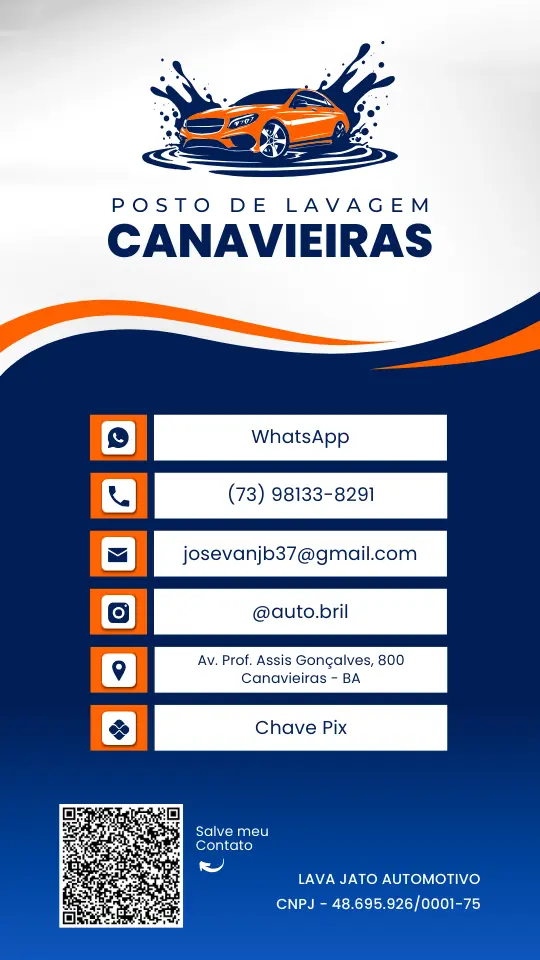 POSTO DE LAVAGEM
CANAVIEIRAS
WhatsApp
(73) 98133-8291
josevanjb37@gmail.com
@auto.bril
Av. Prof. Assis Gonçalves, 800
Canavieiras - BA
Chave Pix
Salve meu
Contato
LAVA JATO AUTOMOTIVO
CNPJ - 48.695.926/0001-75